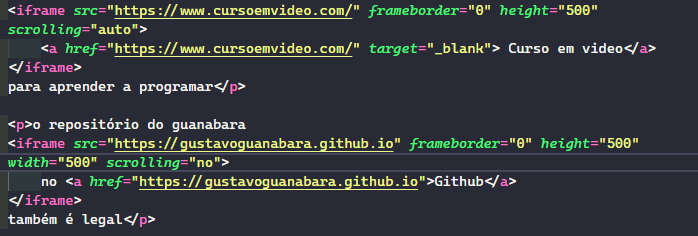 <iframe src="https://www.cursoemvideo.com/" frameborder="0" height="500"
scrolling="auto">
<a href="https://www.cursoemvideo.com/" target="_blank"> Curso em video</a>
</iframe>
para aprender a programar</p>
<p>o repositório do guanabara
<iframe src="https://gustavoguanabara.github.io" frameborder="0" height="500"
width="500" scrolling="no">
no <a href="https://gustavoguanabara.github.io">Github</a>
</iframe>
também é legal</p>